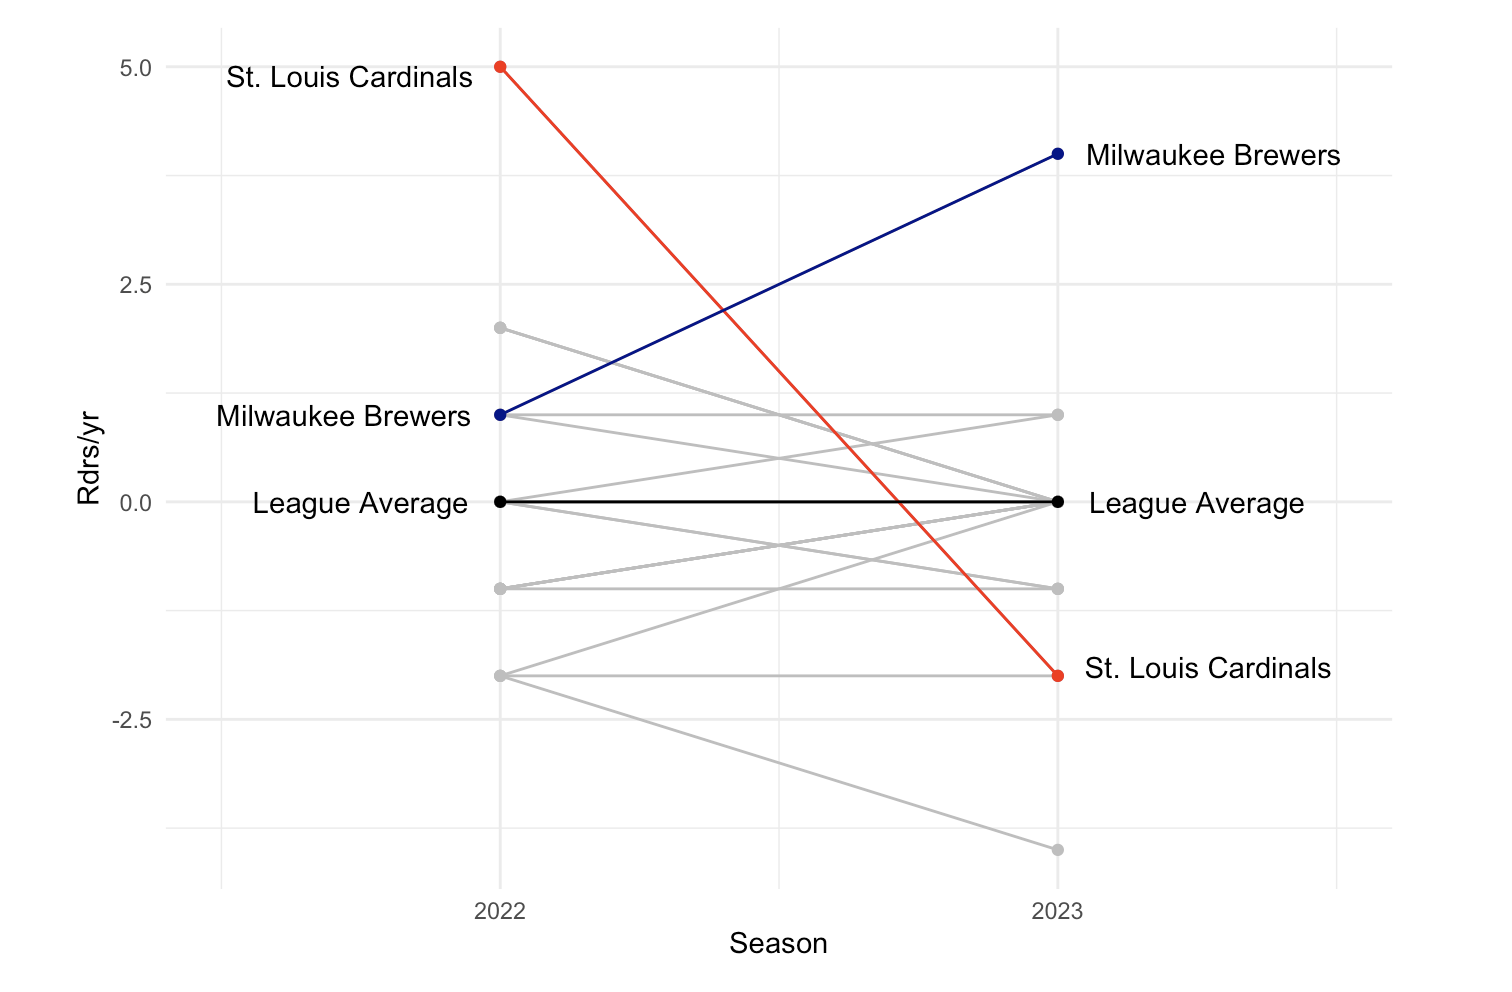 5.0
St. Louis Cardinals
Milwaukee Brewers
2.5
Milwaukee Brewers
Rdrs/yr
0.0
League Average
League Average
St. Louis Cardinals
-2.5
2022
2023
Season